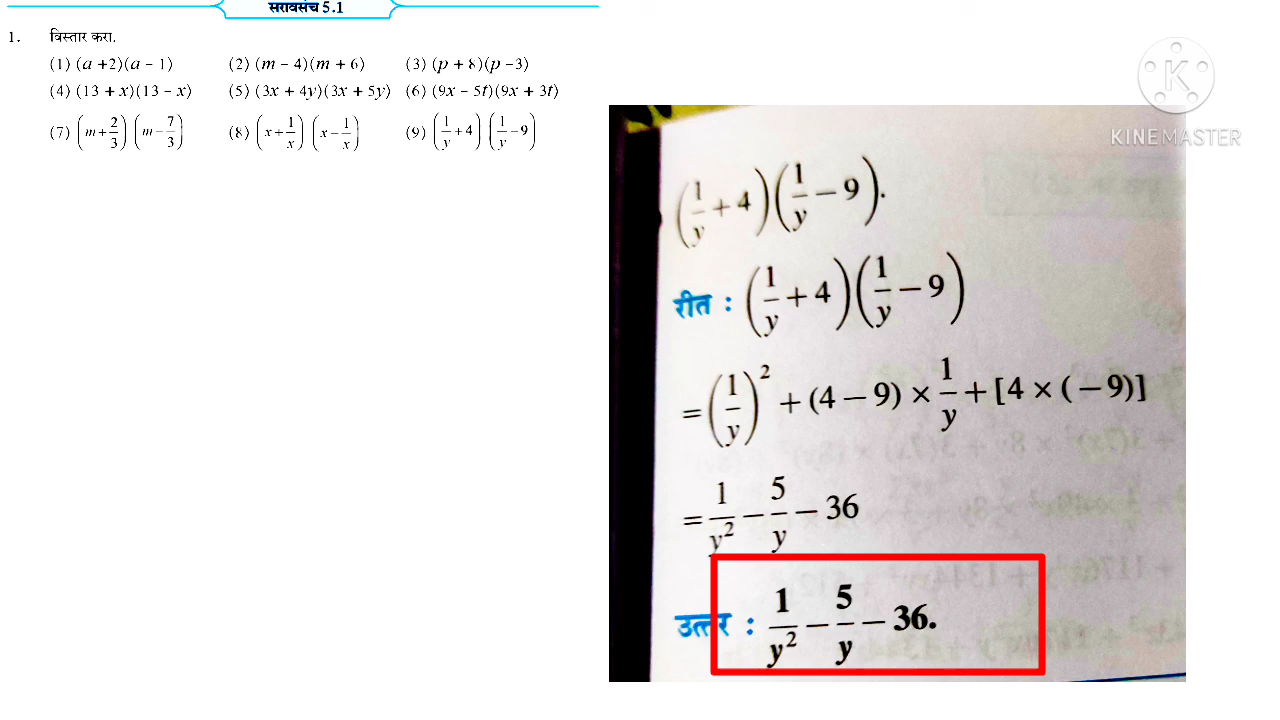 सरावसंच 5.1
1. विस्तार करा.
(1) (a +2)(a − 1) (2) (m − 4)(m + 6) (3) (p + 8)(p −3)
(4) (13 + x)(13 − x) (5) (3x + 4y)(3x + 5y) (6) (9x − 5t)(9x + 3t)
(7) (m + 2/3) (m − 7/3) (8) (x + 1/x) (x − 1/x) (9) (1/y + 4) (1/y − 9)
K
KINEMASTER
(1/y + 4)(1/y − 9).
रीत : (1/y + 4)(1/y − 9)
= (1/y)² + (4 − 9) × 1/y + [4 × (− 9)]
= 1/y² − 5/y − 36
उत्तर : 1/y² − 5/y − 36.